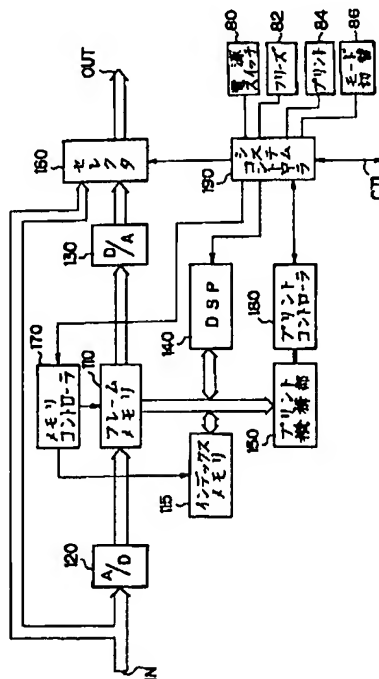 OUT
160
セレクタ
130
D/A
170
メモリ
コントローラ
110
フレーム
メモリ
120
A/D
IN
115
インデックス
メモリ
140
DSP
150
プリント
機構部
180
プリント
コントローラ
190
システム
コントローラ
80
電源
スイッチ
82
フリーズ
84
プリント
86
モード切替
CTL